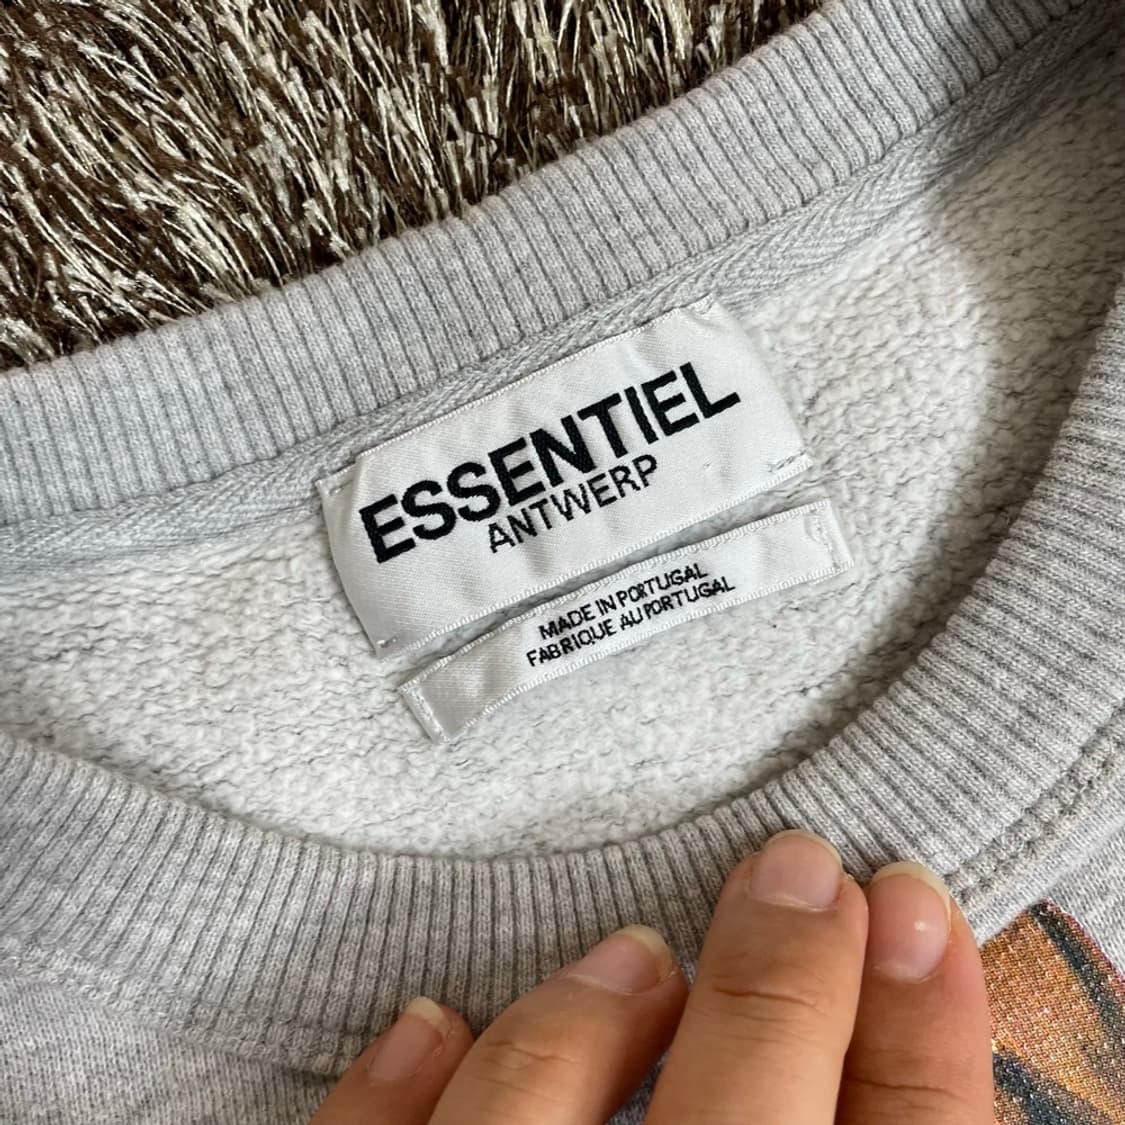 ESSENTIEL
ANTWERP
MADE IN PORTUGAL
FABRIQUE AU PORTUGAL